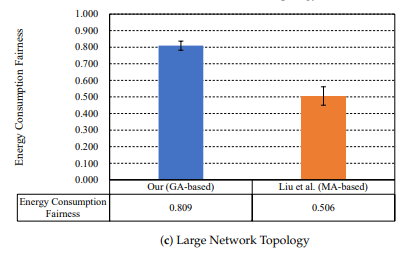 1.000
0.900
0.800
0.700
0.600
0.500
0.400
0.300
0.200
0.100
0.000
Energy Consumption Fairness
Our (GA-based) Liu et al. (MA-based)
Energy Consumption
Fairness
0.809 0.506
(c) Large Network Topology